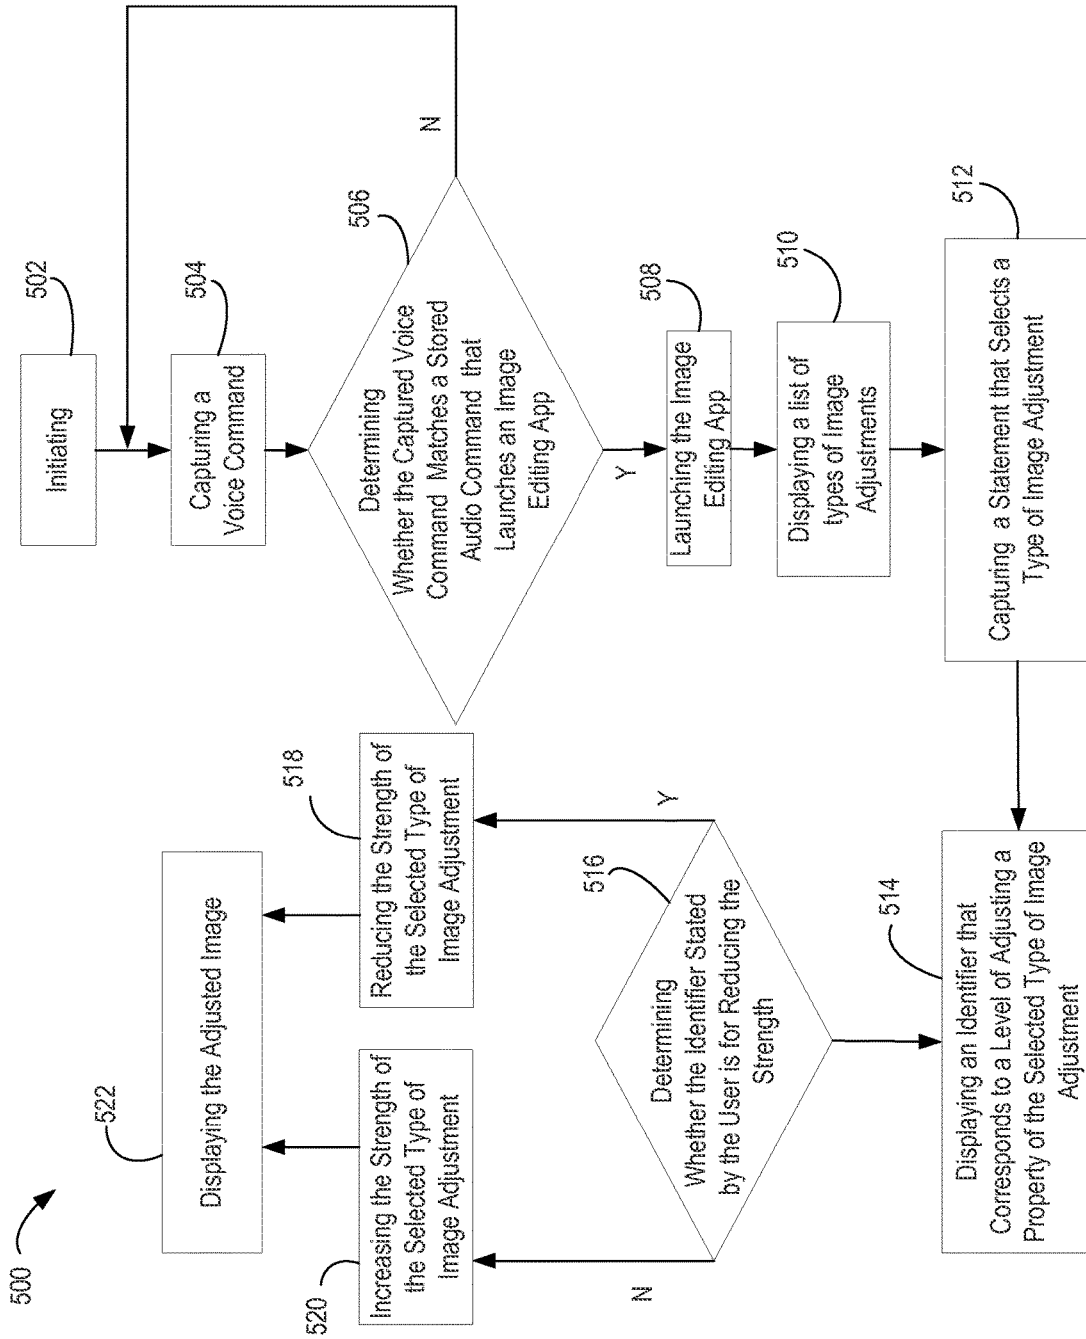 500
502
Initiating
504
Capturing a
Voice Command
506
Determining
Whether the Captured Voice
Command Matches a Stored
Audio Command that
Launches an Image
Editing App
N
Y
508
Launching the Image
Editing App
510
Displaying a list of
types of Image
Adjustments
512
Capturing a Statement that Selects a
Type of Image Adjustment
514
Displaying an Identifier that
Corresponds to a Level of Adjusting a
Property of the Selected Type of Image
Adjustment
516
Determining
Whether the Identifier Stated
by the User is for Reducing the
Strength
Y
N
518
Reducing the Strength of
the Selected Type of
Image Adjustment
520
Increasing the Strength of
the Selected Type of
Image Adjustment
522
Displaying the Adjusted Image